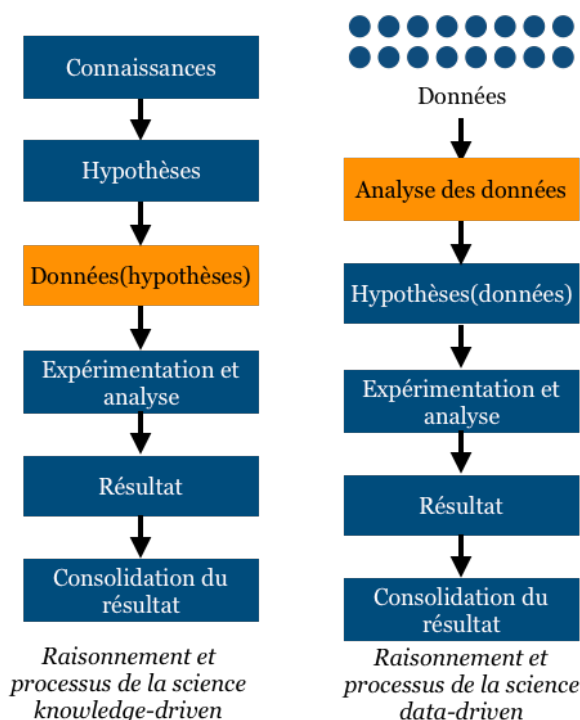 Connaissances
Hypothèses
Données(hypothèses)
Expérimentation et
analyse
Résultat
Consolidation du
résultat
Raisonnement et
processus de la science
knowledge-driven
Données
Analyse des données
Hypothèses(données)
Expérimentation et
analyse
Résultat
Consolidation du
résultat
Raisonnement et
processus de la science
data-driven